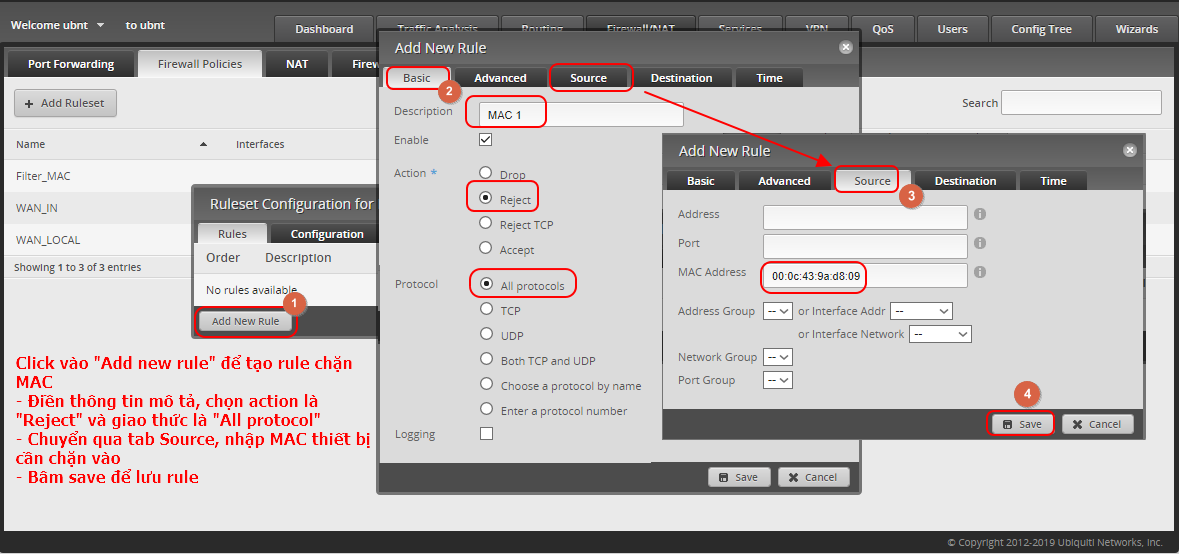 Welcome ubnt
to ubnt
Dashboard
Traffic Analysis
Routing
Firewall/NAT
Services
VPN
QoS
Users
Config Tree
Wizards
Port Forwarding
Firewall Policies
NAT
+ Add Ruleset
Search
Name
Interfaces
Filter_MAC
WAN_IN
WAN_LOCAL
Showing 1 to 3 of 3 entries
Ruleset Configuration for
Rules
Configuration
Order
Description
No rules available
1
Add New Rule
Add New Rule
Basic
Advanced
Source
Destination
Time
2
Description
MAC 1
Enable
Action *
Drop
Reject
Reject TCP
Accept
Protocol
All protocols
TCP
UDP
Both TCP and UDP
Choose a protocol by name
Enter a protocol number
Logging
Save
Cancel
Add New Rule
Basic
Advanced
Source
Destination
Time
3
Address
Port
MAC Address
00:0c:43:9a:d8:09
Address Group
--
or Interface Addr
--
or Interface Network
--
Network Group
--
Port Group
--
4
Save
Cancel
Click vào "Add new rule" để tạo rule chặn
MAC
- Điền thông tin mô tả, chọn action là
"Reject" và giao thức là "All protocol"
- Chuyển qua tab Source, nhập MAC thiết bị
cần chặn vào
- Bấm save để lưu rule
© Copyright 2012-2019 Ubiquiti Networks, Inc.